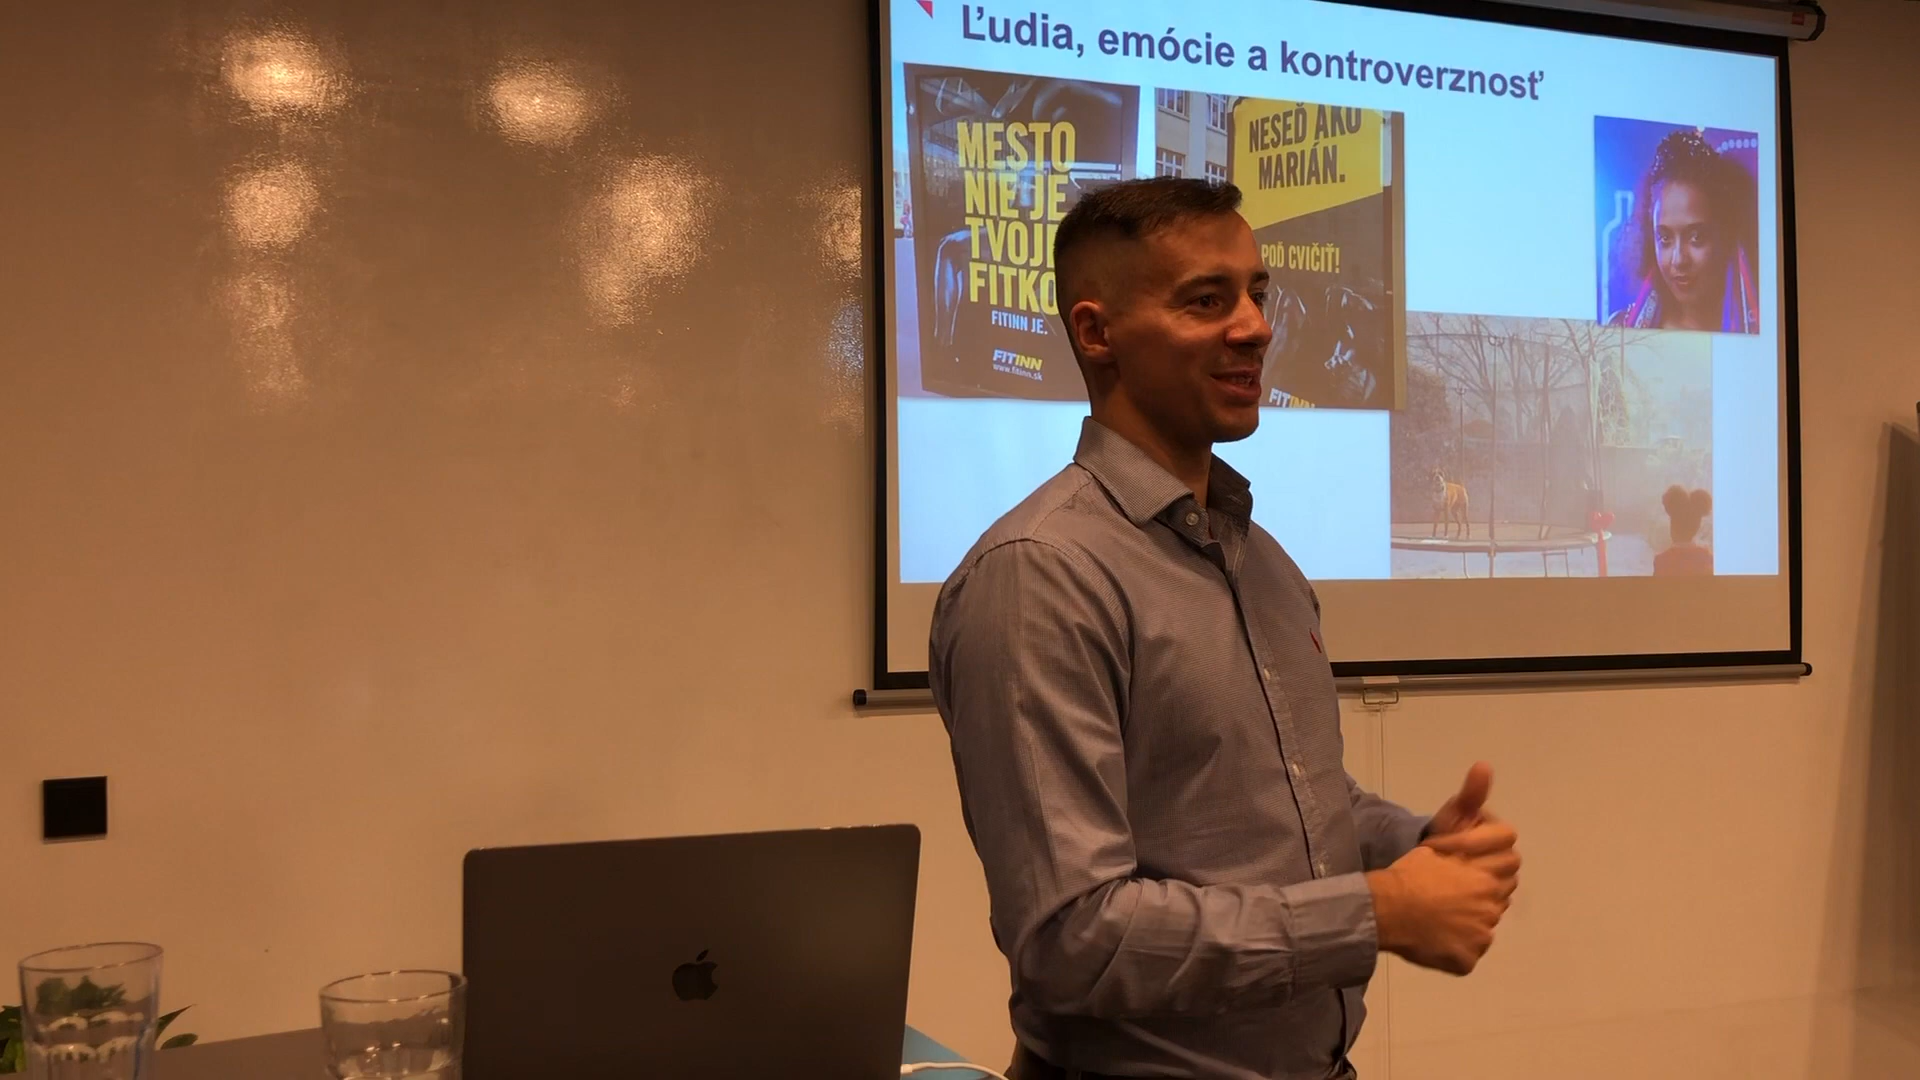 Ľudia, emócie a kontroverznosť
MESTO
NIE JE
TVOJE
FITKO
FITINN JE.
FITINN
www.fitinn.sk
NESEĎ AKO
MARIÁN.
POĎ CVIČIŤ!
FITINN